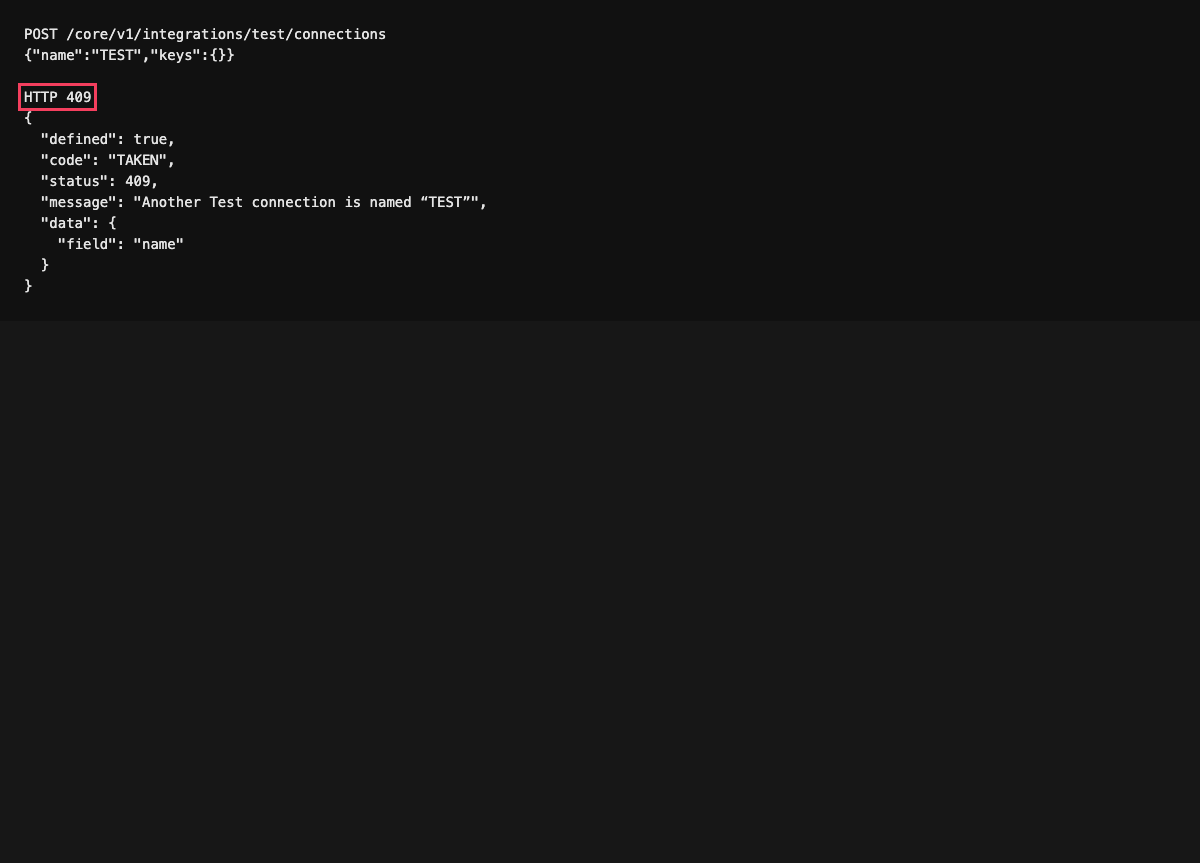 POST /core/v1/integrations/test/connections
{"name":"TEST","keys":{}}
HTTP 409
{
"defined": true,
"code": "TAKEN",
"status": 409,
"message": "Another Test connection is named “TEST”",
"data": {
"field": "name"
}
}